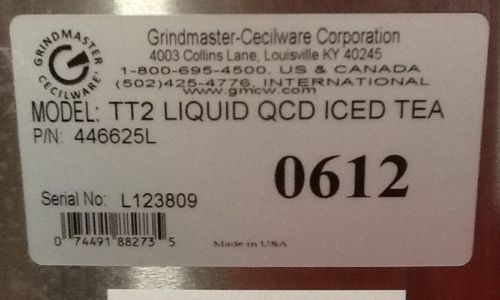 GRINDMASTER
CECILWARE
Grindmaster-Cecilware Corporation
4003 Collins Lane, Louisville KY 40245
1-800-695-4500, US & CANADA
(502)425-4776, INTERNATIONAL
www.gmcw.com
MODEL: TT2 LIQUID QCD ICED TEA
P/N: 446625L
0612
Serial No: L123809
0 74491 88273 5
Made in USA